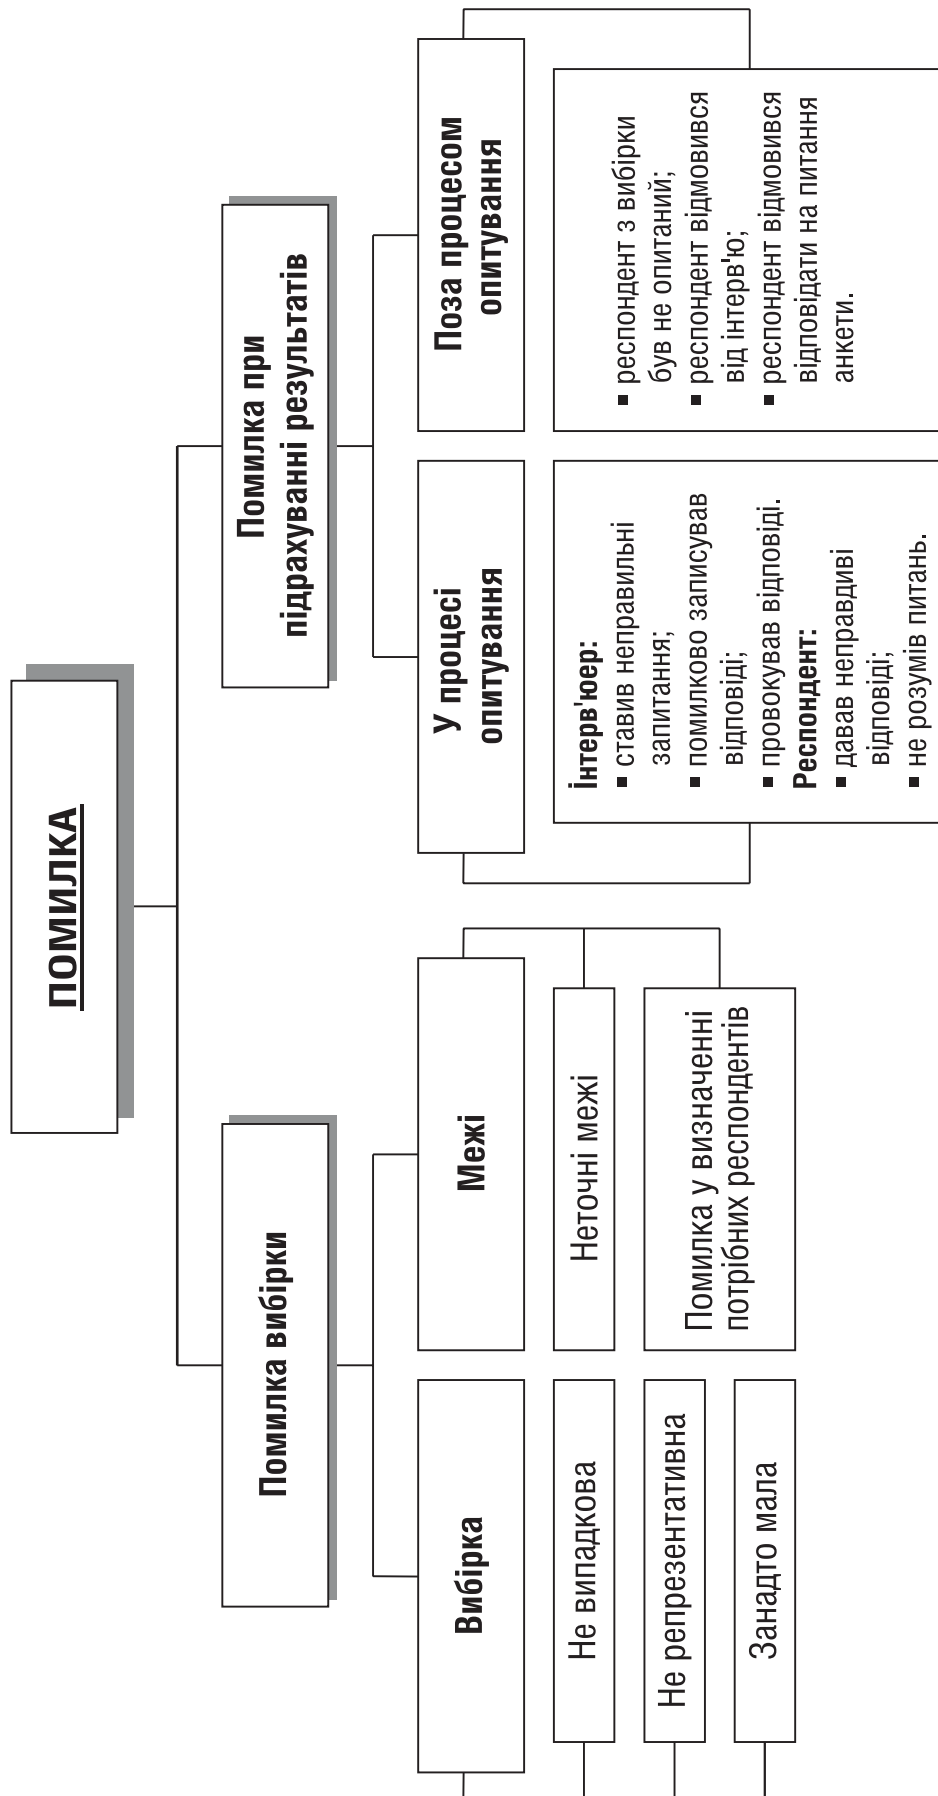 ПОМИЛКА
Помилка вибірки
Помилка при
підрахуванні результатів
Вибірка
Межі
У процесі
опитування
Поза процесом
опитування
Не випадкова
Не репрезентативна
Занадто мала
Неточні межі
Помилка у визначенні
потрібних респондентів
Інтерв'юер:
▪ ставив неправильні
запитання;
▪ помилково записував
відповіді;
▪ провокував відповіді.
Респондент:
▪ давав неправдиві
відповіді;
▪ не розумів питань.
▪ респондент з вибірки
був не опитаний;
▪ респондент відмовився
від інтерв'ю;
▪ респондент відмовився
відповідати на питання
анкети.